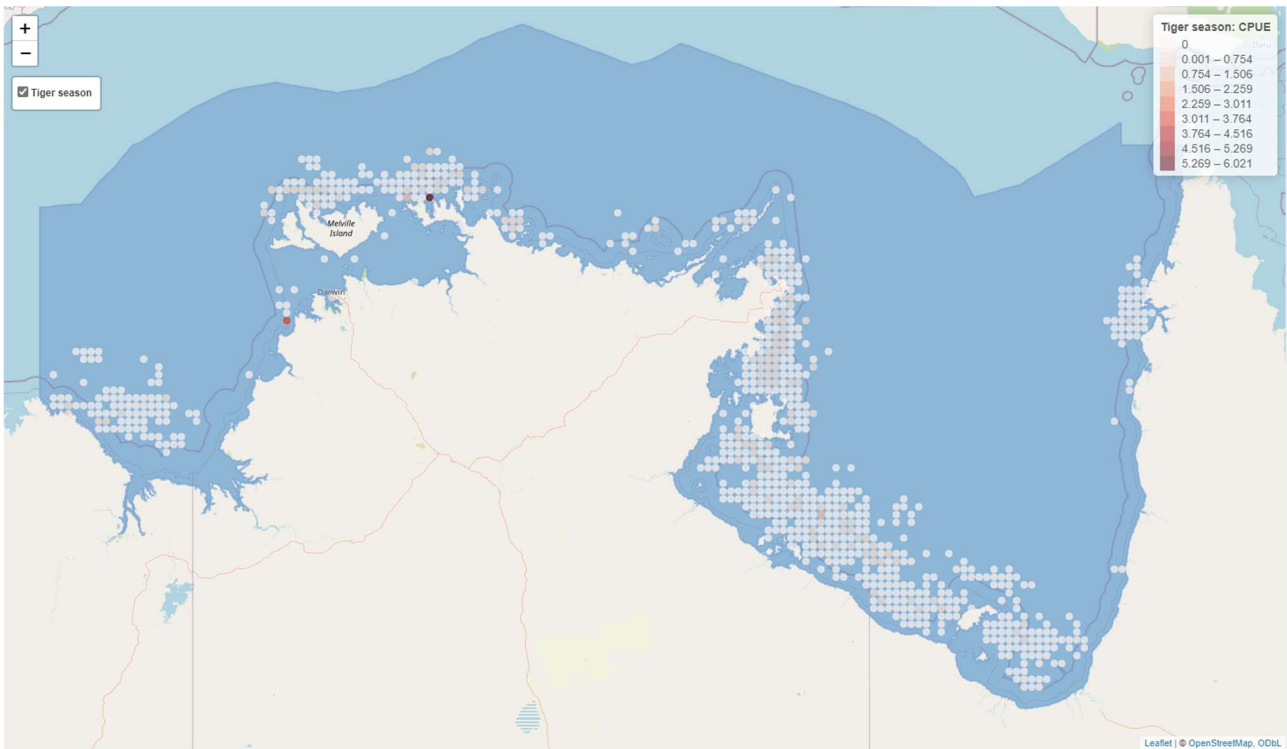 +
−
Tiger season
Tiger season: CPUE
0
0.001 – 0.754
0.754 – 1.506
1.506 – 2.259
2.259 – 3.011
3.011 – 3.764
3.764 – 4.516
4.516 – 5.269
5.269 – 6.021
Melville
Island
Darwin
Leaflet | © OpenStreetMap, ODbL